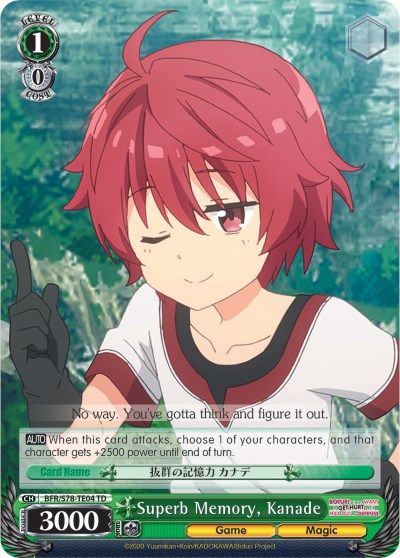 LEVEL
1
0
COST
No way. You've gotta think and figure it out.
AUTO When this card attacks, choose 1 of your characters, and that
character gets +2500 power until end of turn.
Card Name 抜群の記憶力 カナデ
CH BFR/S78-TE04 TD
POWER 3000 SOUL Superb Memory, Kanade
Game Magic
©2020 Yuumikan・Koin/KADOKAWA/Bofuri Project